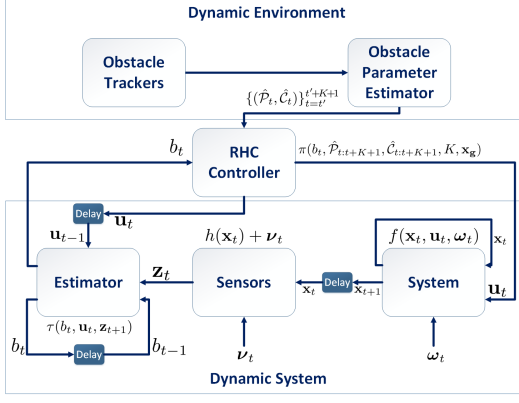 Dynamic Environment
Obstacle
Trackers
Obstacle
Parameter
Estimator
{(𝒫̂_t, 𝒞̂_t)}_{t=t'}^{t'+K+1}
b_t
RHC
Controller
π(b_t, 𝒫̂_{t:t+K+1}, 𝒞̂_{t:t+K+1}, K, x_g)
Delay
u_t
u_{t-1}
h(x_t) + ν_t
f(x_t, u_t, ω_t)
x_t
Estimator
z_t
Sensors
x_t
Delay
x_{t+1}
System
u_t
τ(b_t, u_t, z_{t+1})
b_t
Delay
b_{t-1}
ν_t
ω_t
Dynamic System